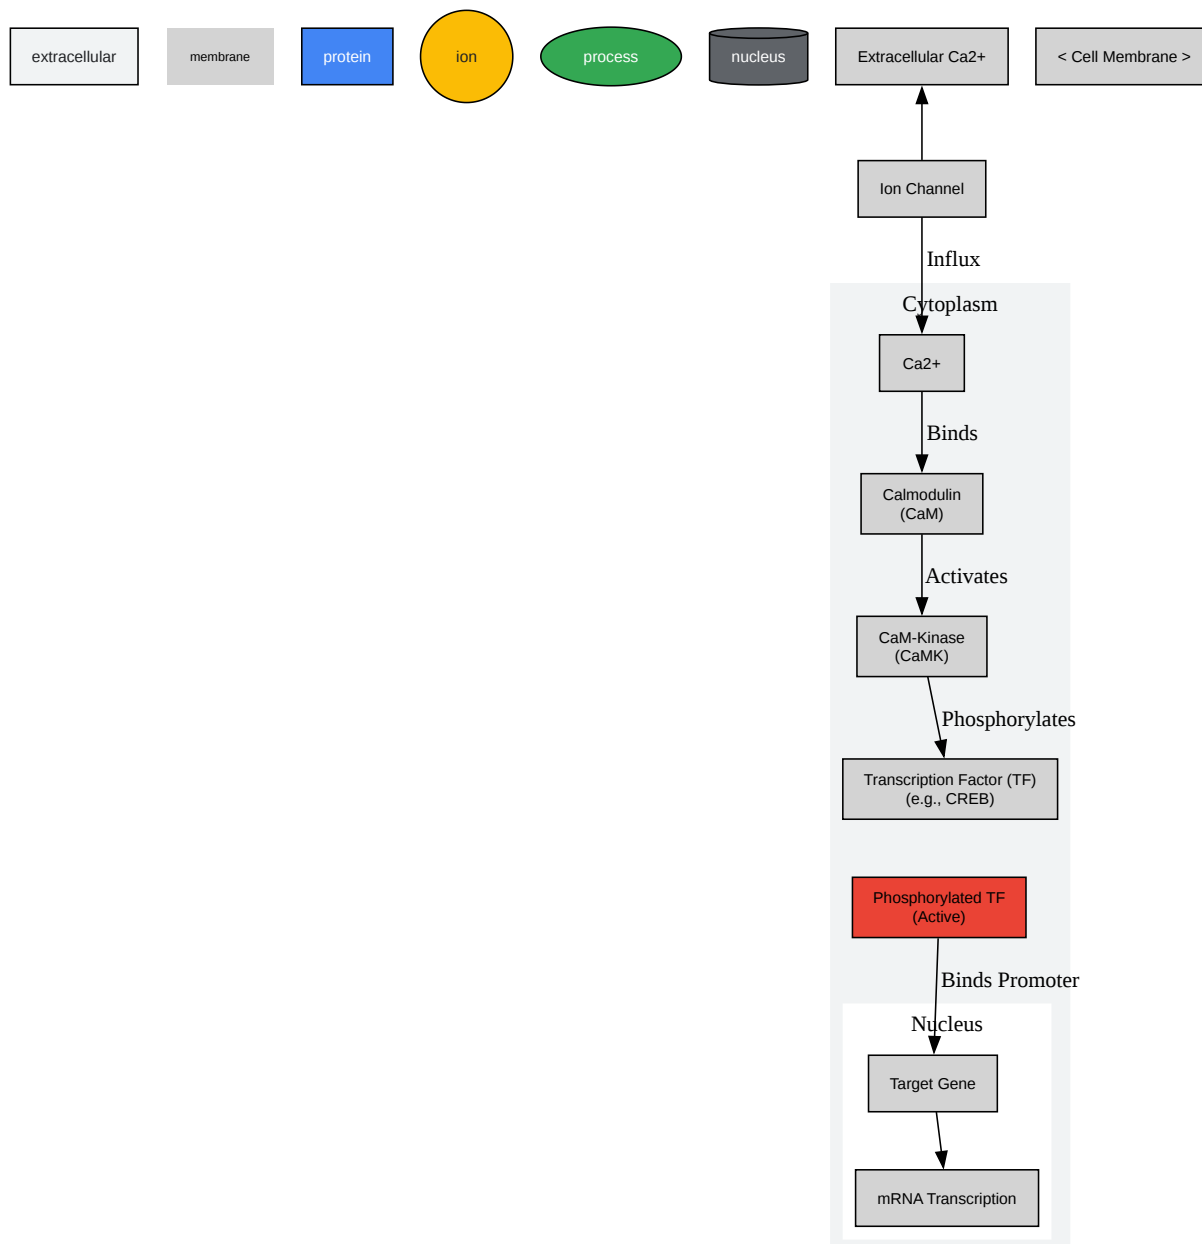 extracellular
membrane
protein
ion
process
nucleus
Extracellular Ca2+
< Cell Membrane >
Ion Channel
Influx
Cytoplasm
Ca2+
Binds
Calmodulin
(CaM)
Activates
CaM-Kinase
(CaMK)
Phosphorylates
Transcription Factor (TF)
(e.g., CREB)
Phosphorylated TF
(Active)
Binds Promoter
Nucleus
Target Gene
mRNA Transcription